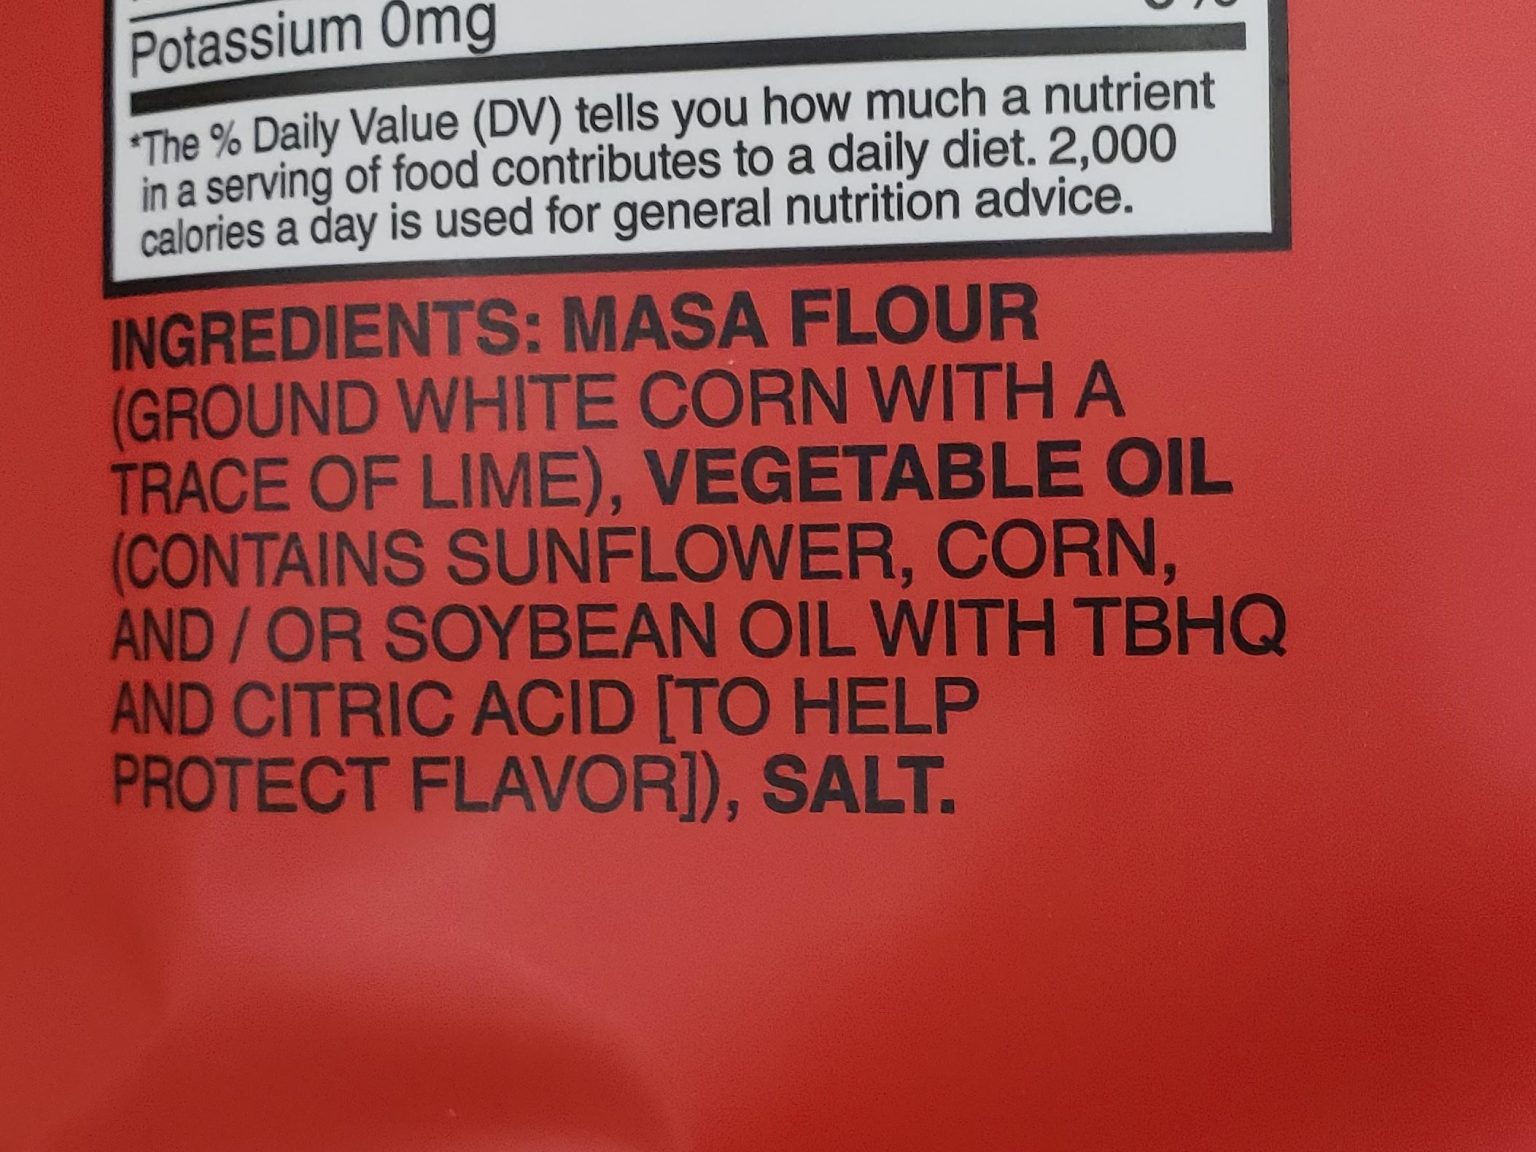 Potassium 0mg
*The % Daily Value (DV) tells you how much a nutrient
in a serving of food contributes to a daily diet. 2,000
calories a day is used for general nutrition advice.
INGREDIENTS: MASA FLOUR
(GROUND WHITE CORN WITH A
TRACE OF LIME), VEGETABLE OIL
(CONTAINS SUNFLOWER, CORN,
AND / OR SOYBEAN OIL WITH TBHQ
AND CITRIC ACID [TO HELP
PROTECT FLAVOR]), SALT.